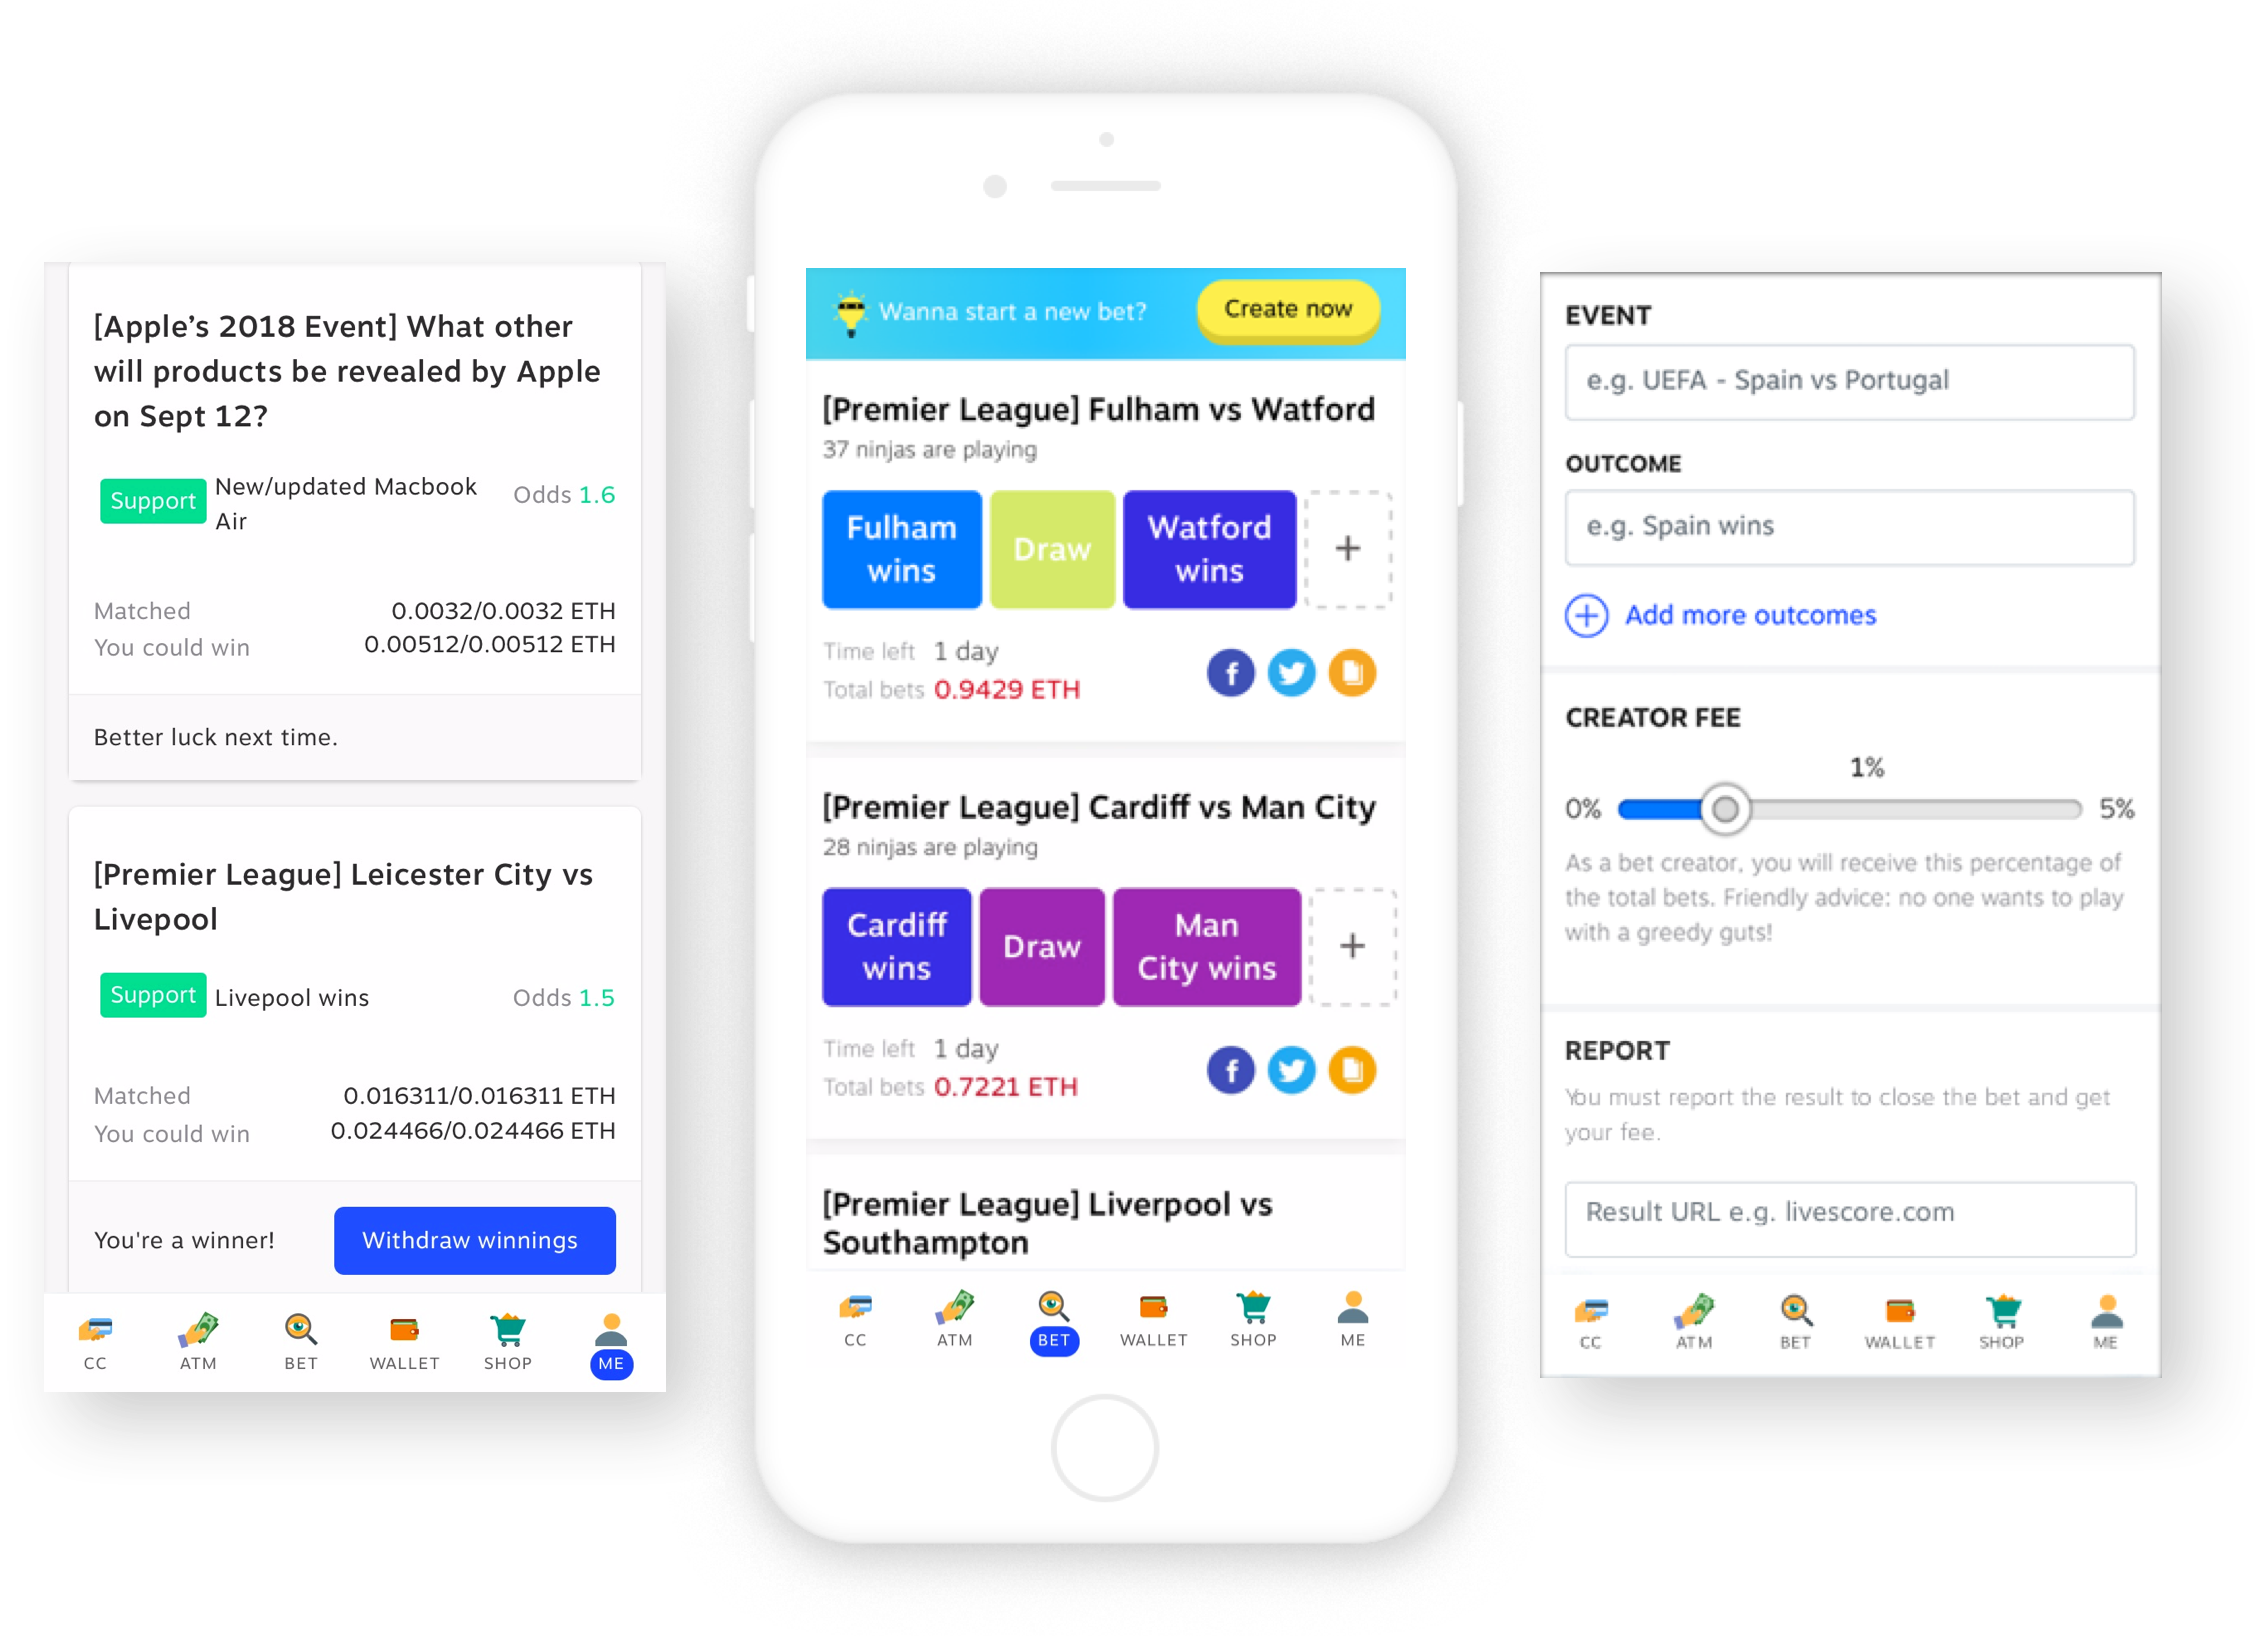 [Apple’s 2018 Event] What other
will products be revealed by Apple
on Sept 12?
Support New/updated Macbook Odds 1.6
Air
Matched 0.0032/0.0032 ETH
You could win 0.00512/0.00512 ETH
Better luck next time.
[Premier League] Leicester City vs
Livepool
Support Livepool wins Odds 1.5
Matched 0.016311/0.016311 ETH
You could win 0.024466/0.024466 ETH
You're a winner! Withdraw winnings
CC ATM BET WALLET SHOP ME
Wanna start a new bet? Create now
[Premier League] Fulham vs Watford
37 ninjas are playing
Fulham
wins
Draw
Watford
wins
+
Time left 1 day
Total bets 0.9429 ETH
[Premier League] Cardiff vs Man City
28 ninjas are playing
Cardiff
wins
Draw
Man
City wins
+
Time left 1 day
Total bets 0.7221 ETH
[Premier League] Liverpool vs
Southampton
CC ATM BET WALLET SHOP ME
EVENT
e.g. UEFA - Spain vs Portugal
OUTCOME
e.g. Spain wins
Add more outcomes
CREATOR FEE
1%
0% 5%
As a bet creator, you will receive this percentage of
the total bets. Friendly advice: no one wants to play
with a greedy guts!
REPORT
You must report the result to close the bet and get
your fee.
Result URL e.g. livescore.com
CC ATM BET WALLET SHOP ME